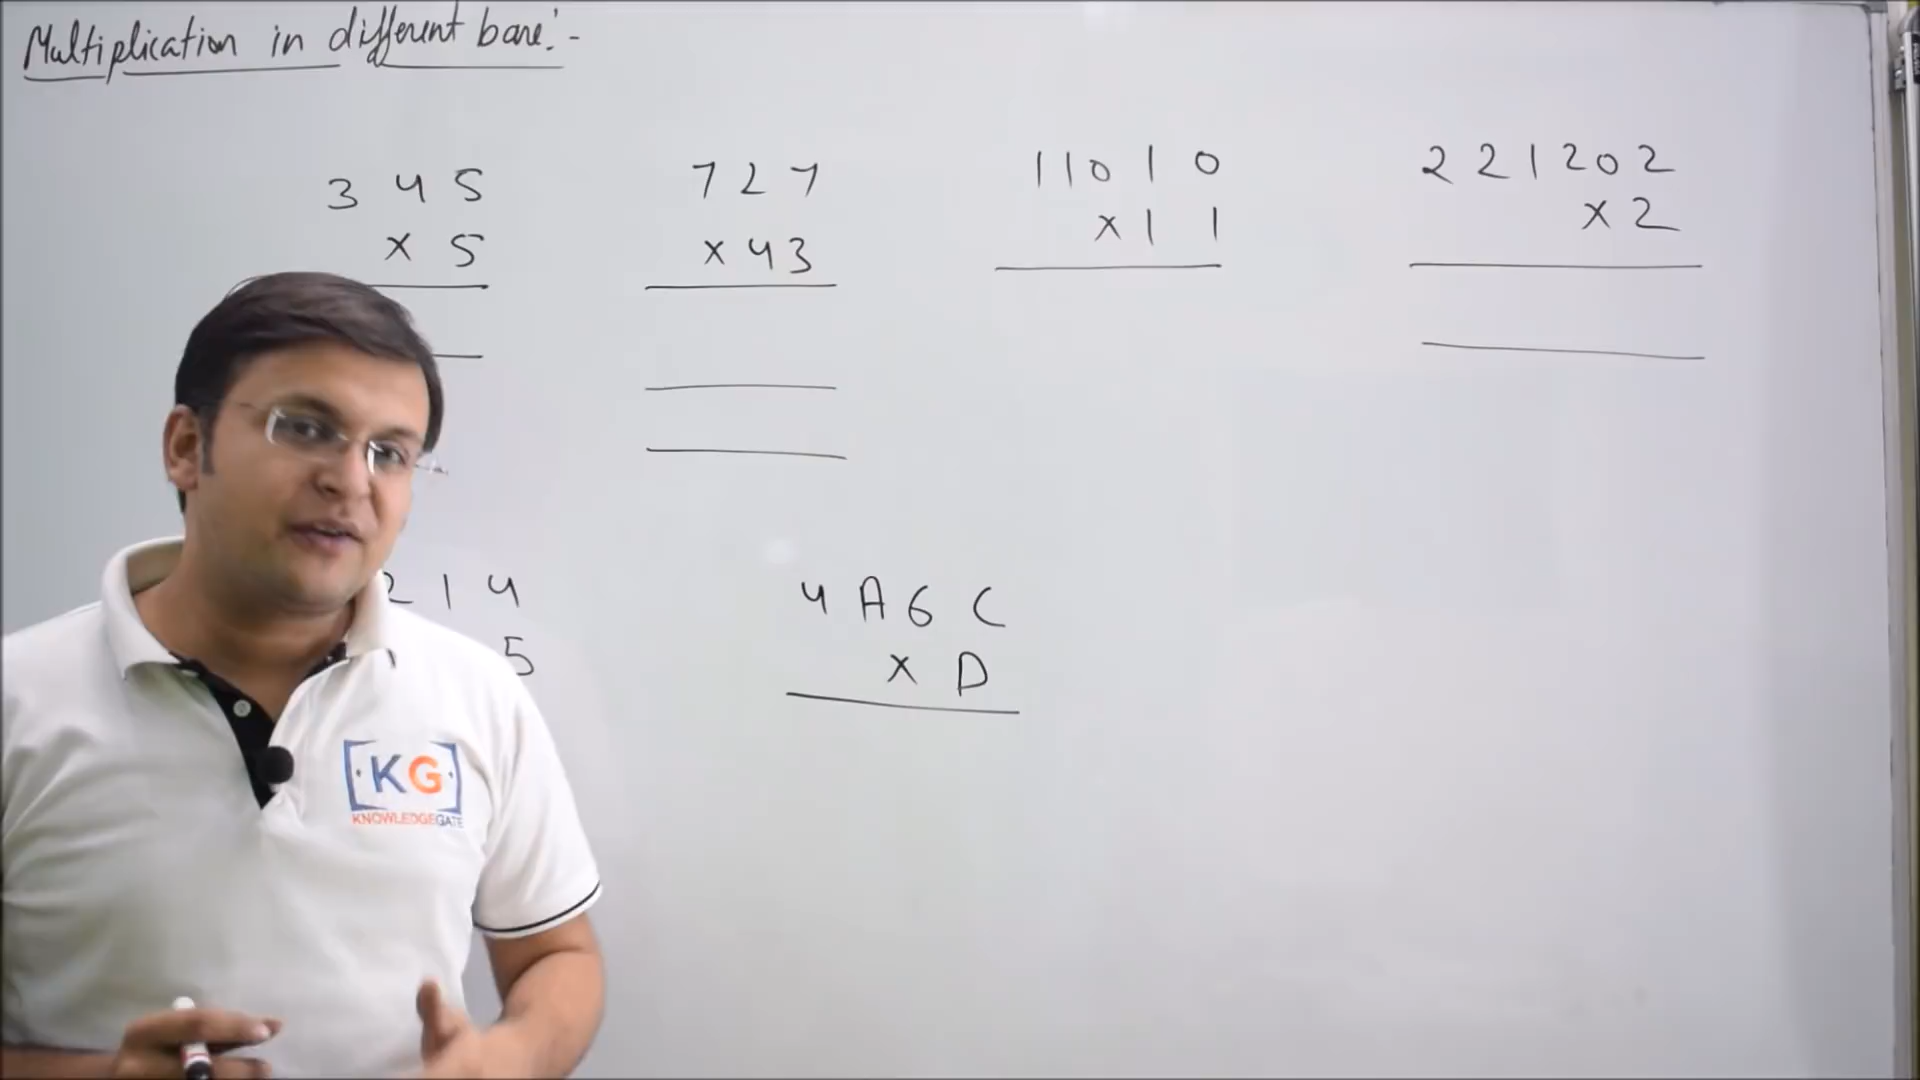 Multiplication in different base:-
3 4 5
x 5
7 2 7
x 4 3
1 1 0 1 0
x 1 1
2 2 1 2 0 2
x 2
2 1 4
5
4 A 6 C
x D
[KG]
KNOWLEDGEGATE